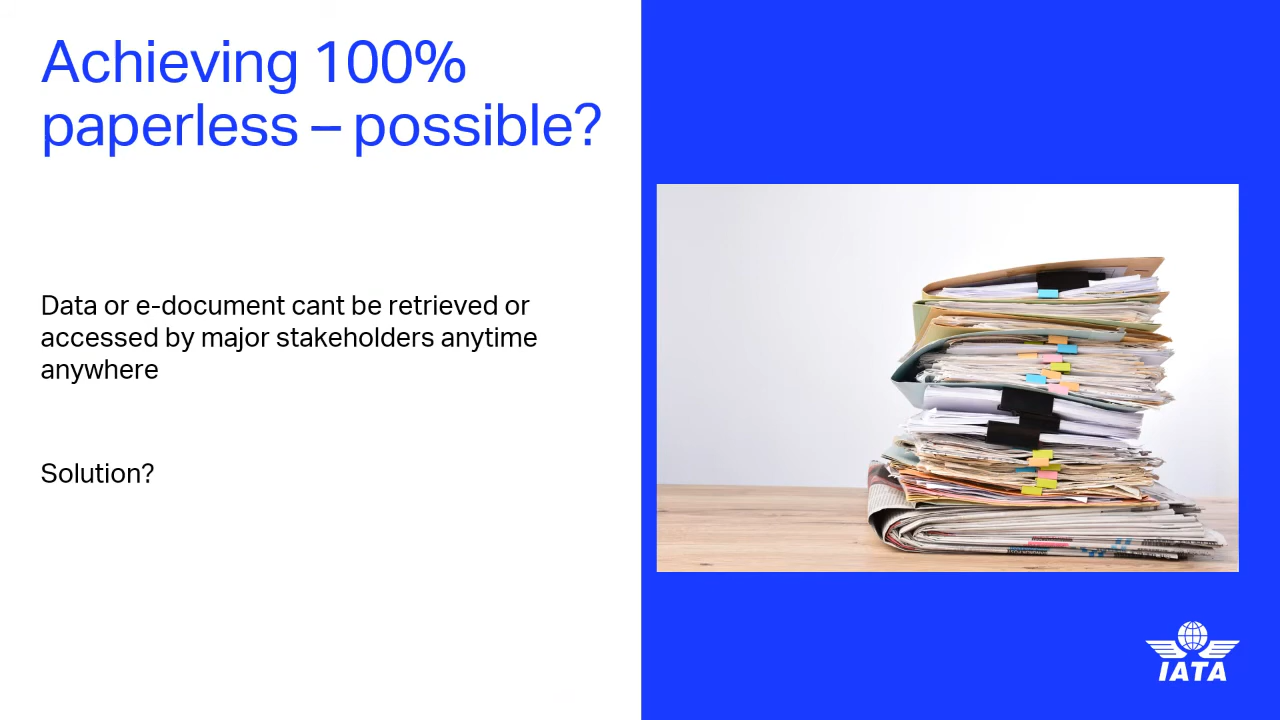 Achieving 100%
paperless – possible?
Data or e-document cant be retrieved or
accessed by major stakeholders anytime
anywhere
Solution?
IATA